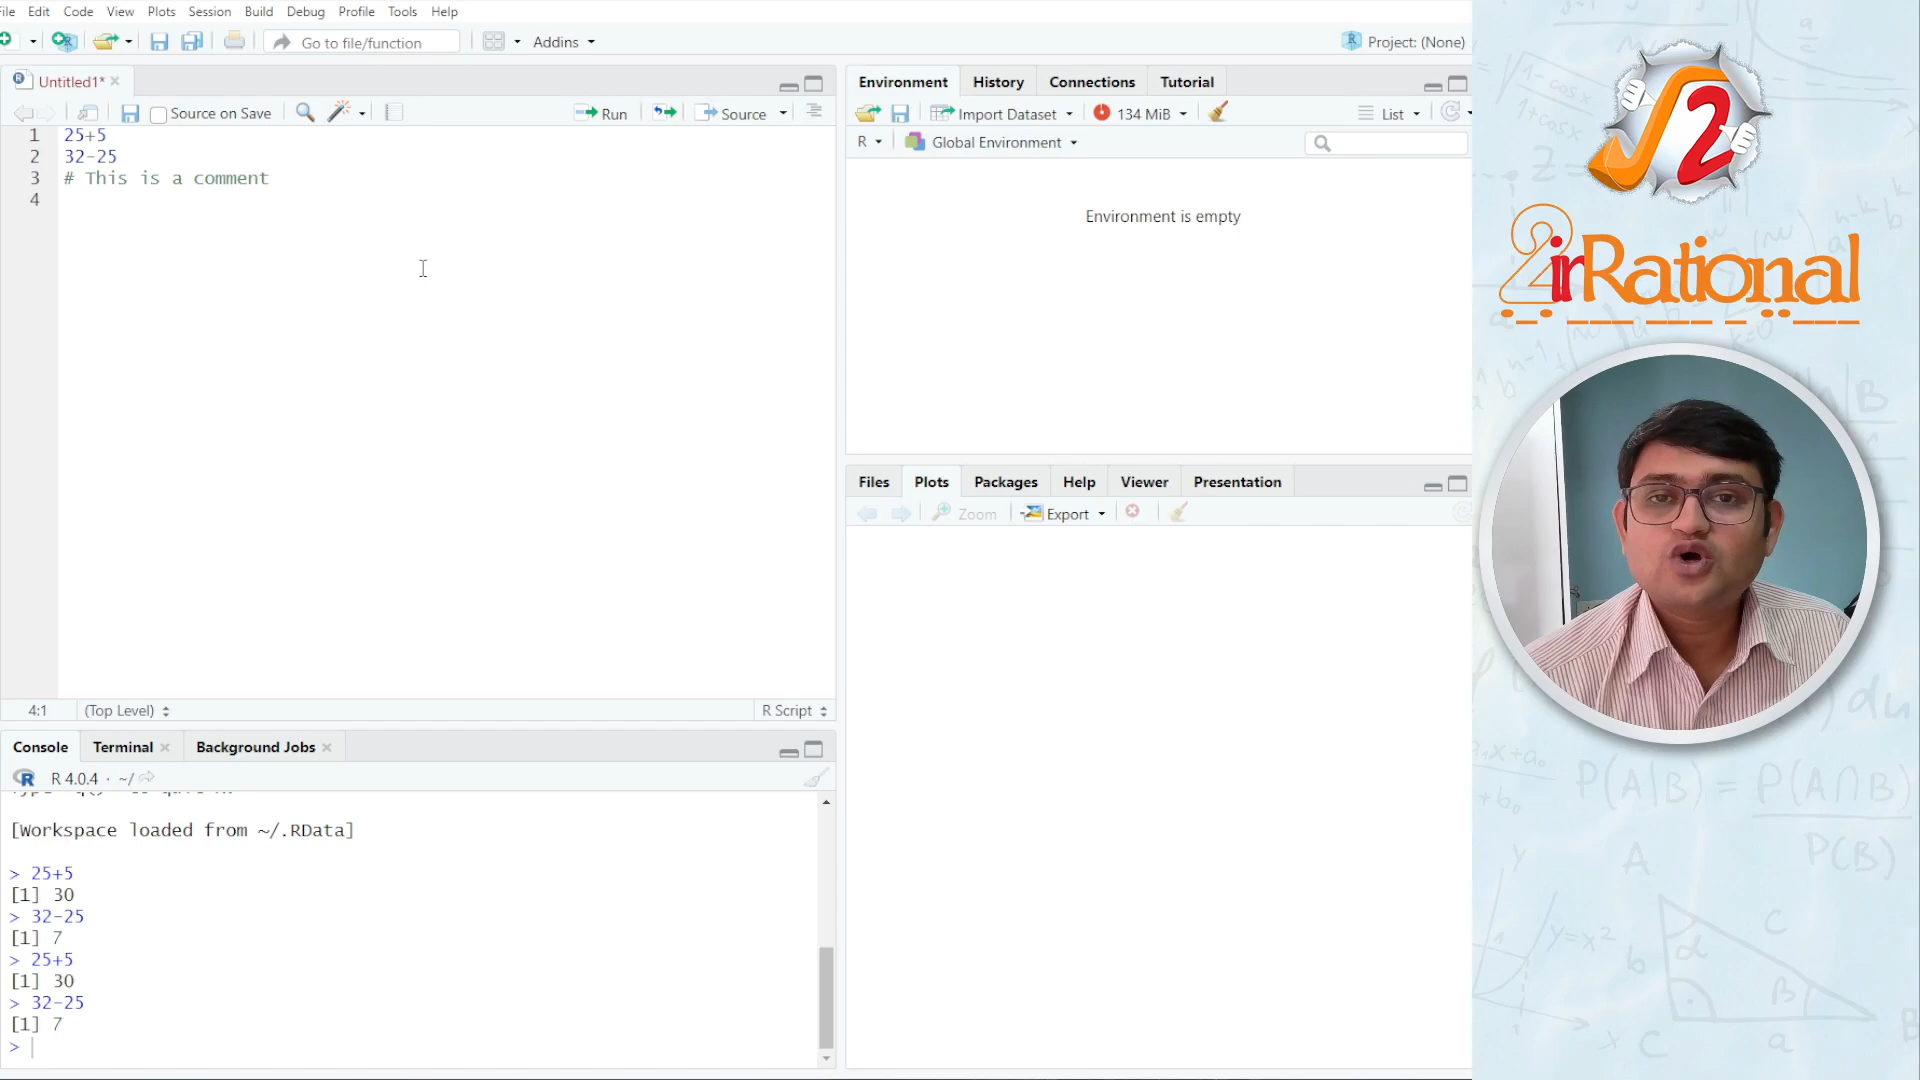 File Edit Code View Plots Session Build Debug Profile Tools Help
Go to file/function
Addins
Project: (None)
Untitled1*
Source on Save
Run
Source
1 25+5
2 32-25
3 # This is a comment
4
4:1 (Top Level)
R Script
Console Terminal Background Jobs
R 4.0.4 · ~/
[Workspace loaded from ~/.RData]
> 25+5
[1] 30
> 32-25
[1] 7
> 25+5
[1] 30
> 32-25
[1] 7
>
Environment History Connections Tutorial
Import Dataset
134 MiB
List
R
Global Environment
Environment is empty
Files Plots Packages Help Viewer Presentation
Zoom
Export
√2
2irRational
P(A|B) = P(A∩B)
P(B)
y=x²
A
C
b
α
B
a
C
x